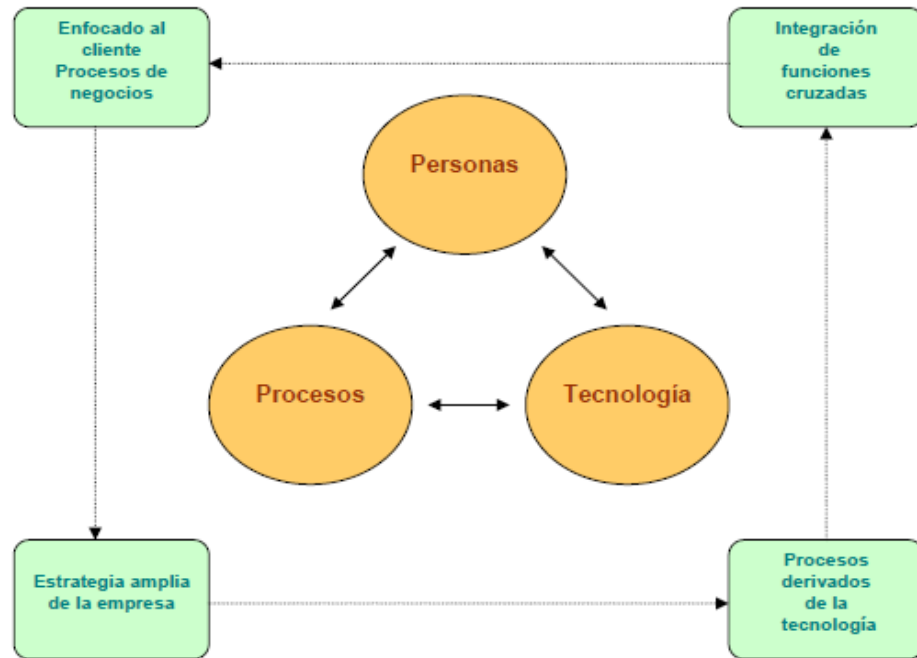 Enfocado al
cliente
Procesos de
negocios
Integración
de
funciones
cruzadas
Personas
Procesos
Tecnología
Estrategia amplia
de la empresa
Procesos
derivados
de la
tecnología